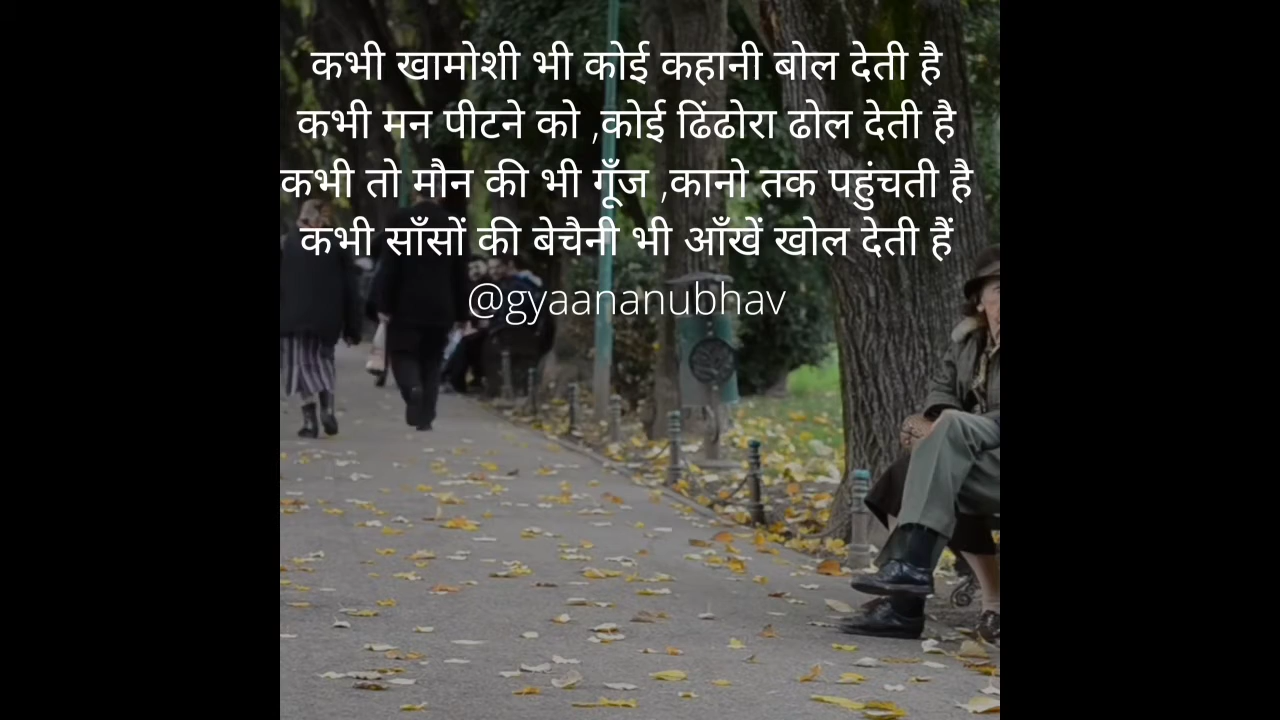 कभी खामोशी भी कोई कहानी बोल देती है
कभी मन पीटने को ,कोई ढिंढोरा ढोल देती है
कभी तो मौन की भी गूँज ,कानो तक पहुंचती है
कभी साँसों की बेचैनी भी आँखें खोल देती हैं
@gyaananubhav